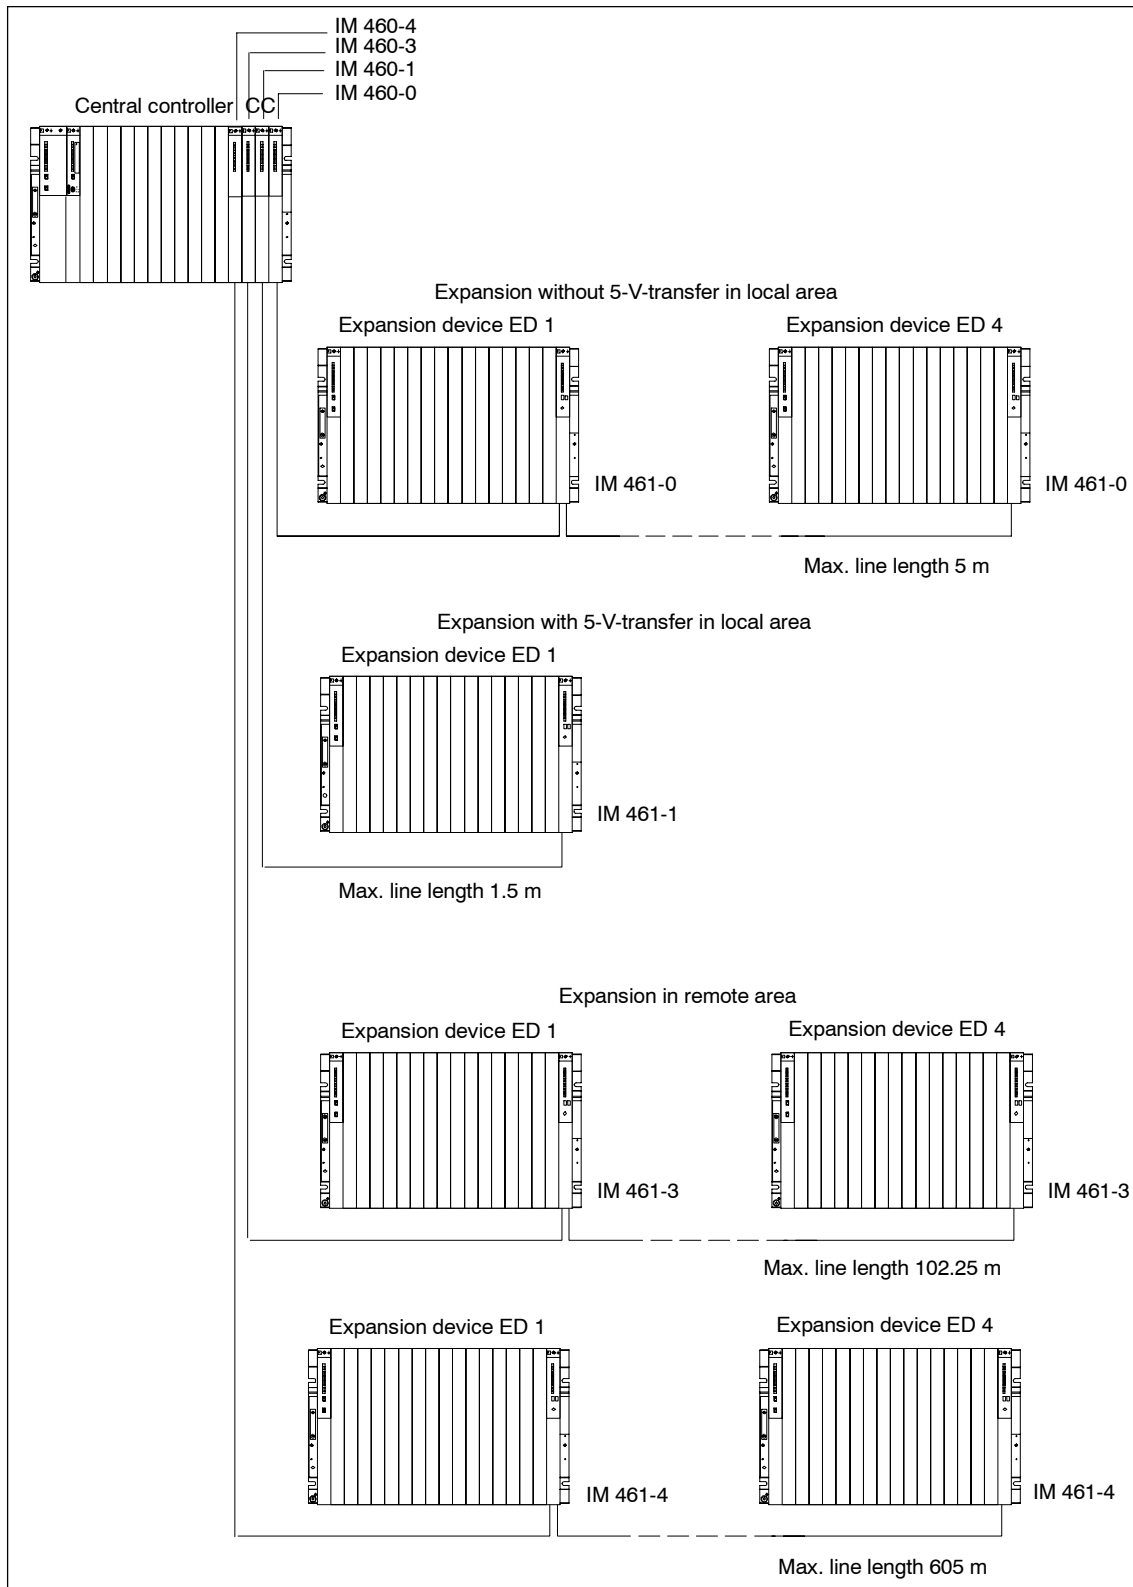 IM 460-4
IM 460-3
IM 460-1
IM 460-0
Central controller CC
Expansion without 5-V-transfer in local area
Expansion device ED 1
Expansion device ED 4
IM 461-0
IM 461-0
Max. line length 5 m
Expansion with 5-V-transfer in local area
Expansion device ED 1
IM 461-1
Max. line length 1.5 m
Expansion in remote area
Expansion device ED 1
Expansion device ED 4
IM 461-3
IM 461-3
Max. line length 102.25 m
Expansion device ED 1
Expansion device ED 4
IM 461-4
IM 461-4
Max. line length 605 m